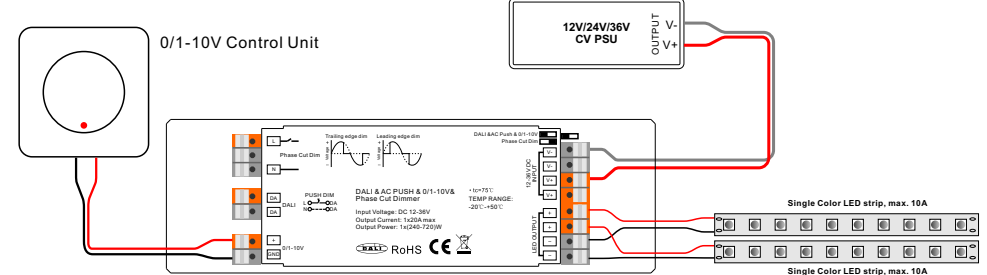 0/1-10V Control Unit
12V/24V/36V
CV PSU
OUTPUT
V-
V+
L
Phase Cut Dim
N
Trailing edge dim
Leading edge dim
Voltage
+
-
DALI &AC Push & 0/1-10V
Phase Cut Dim
V-
V-
V+
V+
12-36VDC
INPUT
DA
DA
DALI
PUSH DIM
L DA
N DA
DALI & AC PUSH & 0/1-10V&
Phase Cut Dimmer
Input Voltage: DC 12-36V
Output Current: 1x20A max
Output Power: 1x(240-720)W
• tc=75℃
TEMP RANGE:
-20℃-+50℃
+
GND
0/1-10V
DALI
RoHS
CE
+
+
−
−
LED OUTPUT
Single Color LED strip, max. 10A
Single Color LED strip, max. 10A